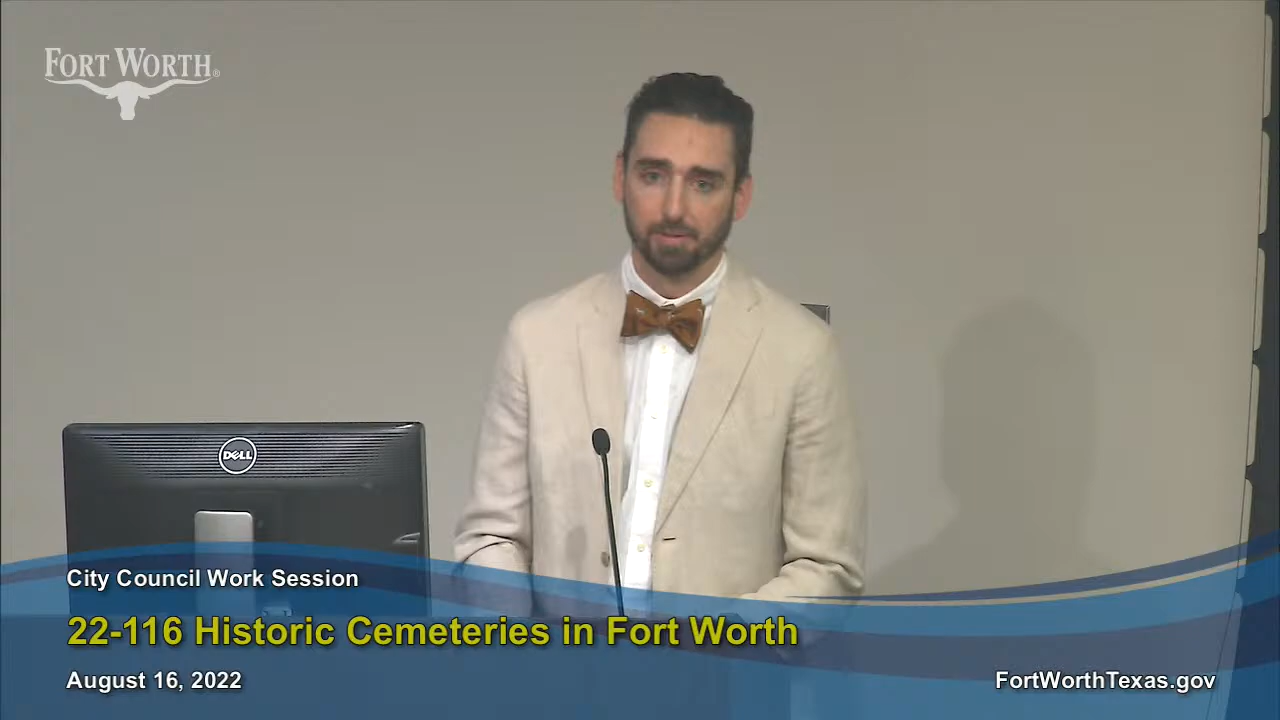 FORT WORTH®
DELL
City Council Work Session
22-116 Historic Cemeteries in Fort Worth
August 16, 2022
FortWorthTexas.gov